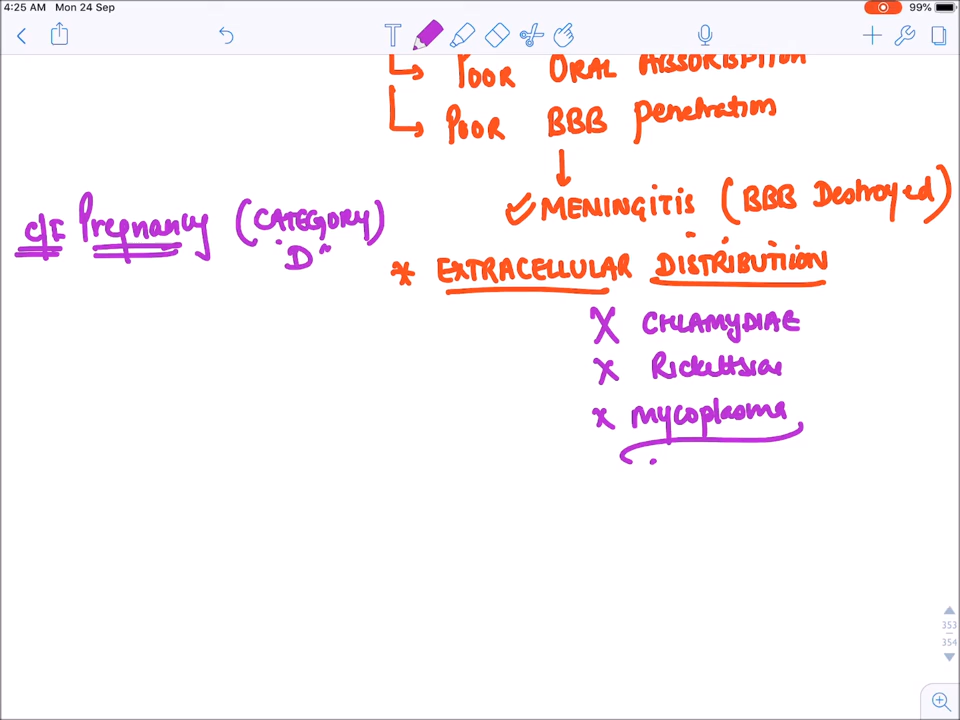 4:25 AM Mon 24 Sep 99%
T
POOR ORAL ABSORBPTION
POOR BBB penetration
MENINGITIS (BBB Destroyed)
C/I Pregnancy (CATEGORY)
"D"
* EXTRACELLULAR DISTRIBUTION
X CHLAMYDIAE
X Rickettsiae
X Mycoplasma
353
354